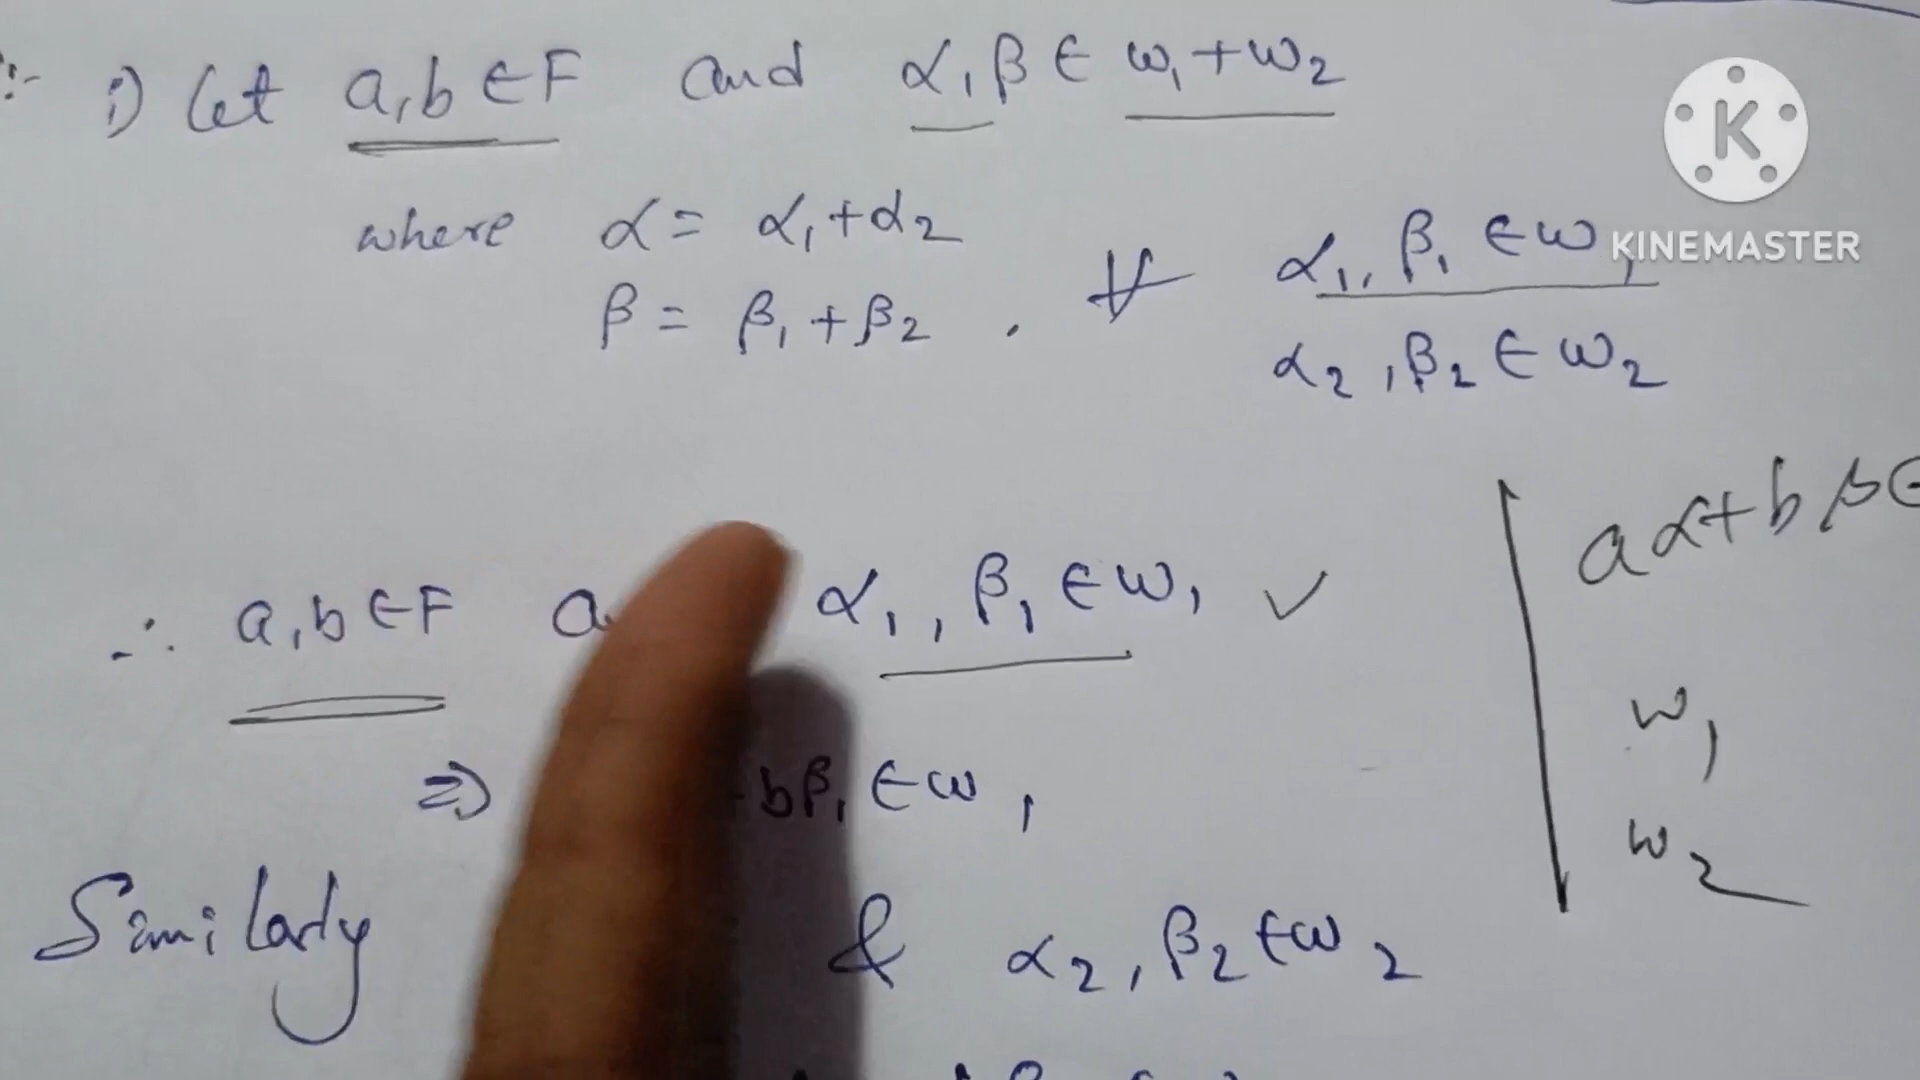 :- i) Let a,b ∈ F and α,β ∈ w₁+w₂
where α = α₁+α₂
β = β₁+β₂ . ∀ α₁,β₁ ∈ w₁
α₂,β₂ ∈ w₂
KINEMASTER
∴ a,b ∈ F α₁,β₁ ∈ w₁ ✓
⇒ bβ₁ ∈ w₁
Similarly & α₂,β₂ ∈ w₂
aα+bβ∈
w₁
w₂